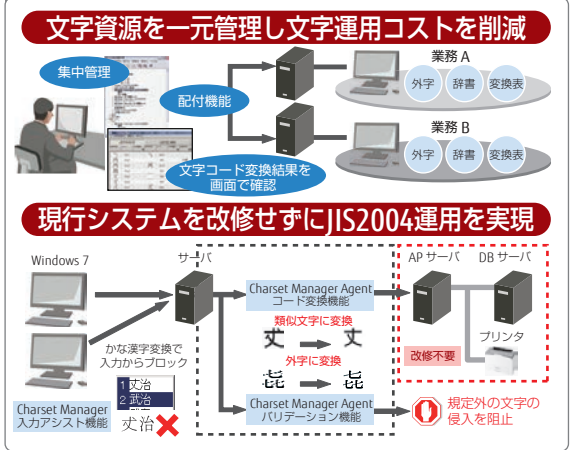 文字資源を一元管理し文字運用コストを削減
集中管理
配付機能
文字コード変換結果を
画面で確認
業務 A
外字 辞書 変換表
業務 B
外字 辞書 変換表
現行システムを改修せずにJIS2004運用を実現
Windows 7
サーバ
Charset Manager Agent
コード変換機能
類似文字に変換
丈 丈
外字に変換
Charset Manager Agent
バリデーション機能
かな漢字変換で
入力からブロック
1 丈治
2 武治
丈治
Charset Manager
入力アシスト機能
AP サーバ DB サーバ
プリンタ
改修不要
規定外の文字の
侵入を阻止